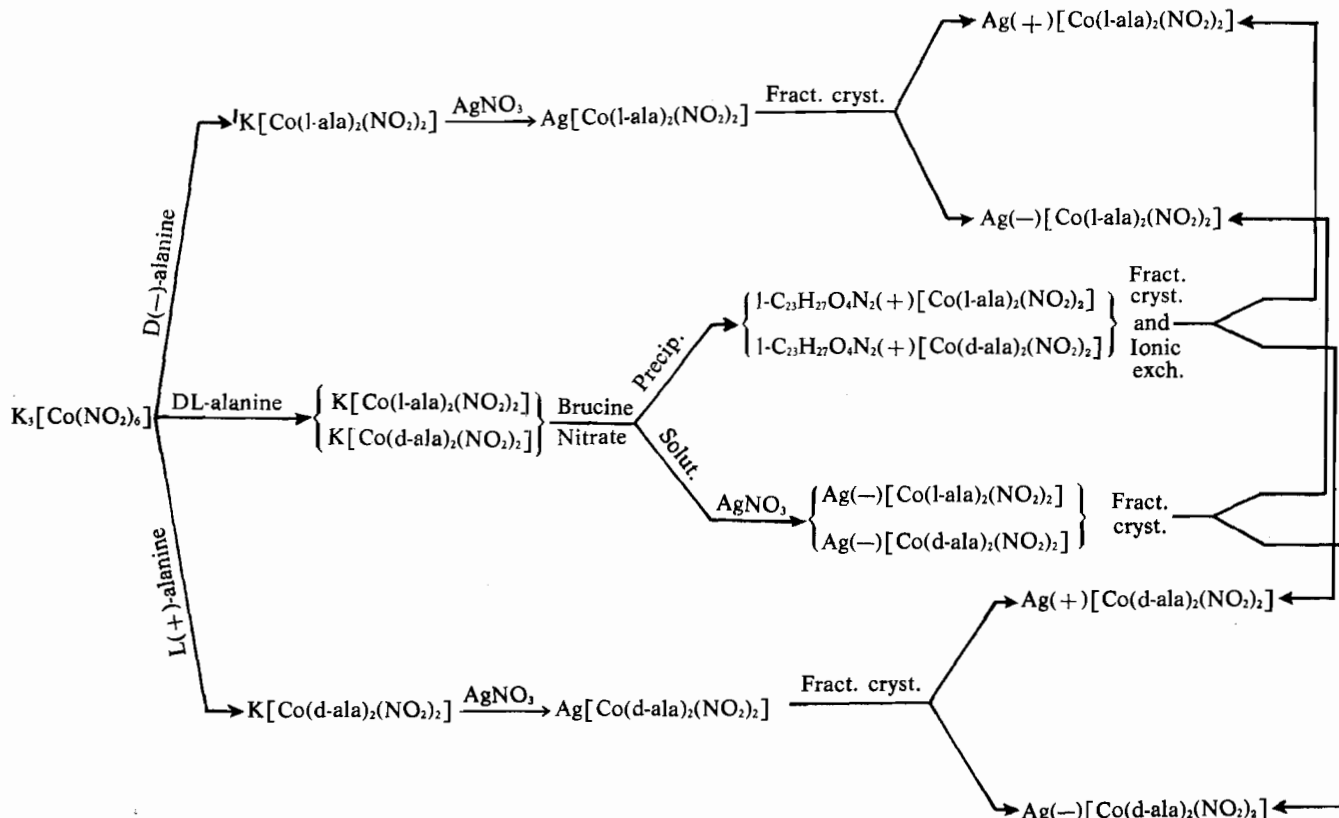 Ag(+)[Co(l-ala)₂(NO₂)₂]
D(−)-alanine
ᴵK[Co(l-ala)₂(NO₂)₂]
AgNO₃
Ag[Co(l-ala)₂(NO₂)₂]
Fract. cryst.
Ag(−)[Co(l-ala)₂(NO₂)₂]
K₃[Co(NO₂)₆]
DL-alanine
K[Co(l-ala)₂(NO₂)₂]
K[Co(d-ala)₂(NO₂)₂]
Brucine
Nitrate
Precip.
l-C₂₃H₂₇O₄N₂(+)[Co(l-ala)₂(NO₂)₂]
l-C₂₃H₂₇O₄N₂(+)[Co(d-ala)₂(NO₂)₂]
Fract.
cryst.
and
Ionic
exch.
Solut.
AgNO₃
Ag(−)[Co(l-ala)₂(NO₂)₂]
Ag(−)[Co(d-ala)₂(NO₂)₂]
Fract.
cryst.
L(+)-alanine
K[Co(d-ala)₂(NO₂)₂]
AgNO₃
Ag[Co(d-ala)₂(NO₂)₂]
Fract. cryst.
Ag(+)[Co(d-ala)₂(NO₂)₂]
Ag(−)[Co(d-ala)₂(NO₂)₂]